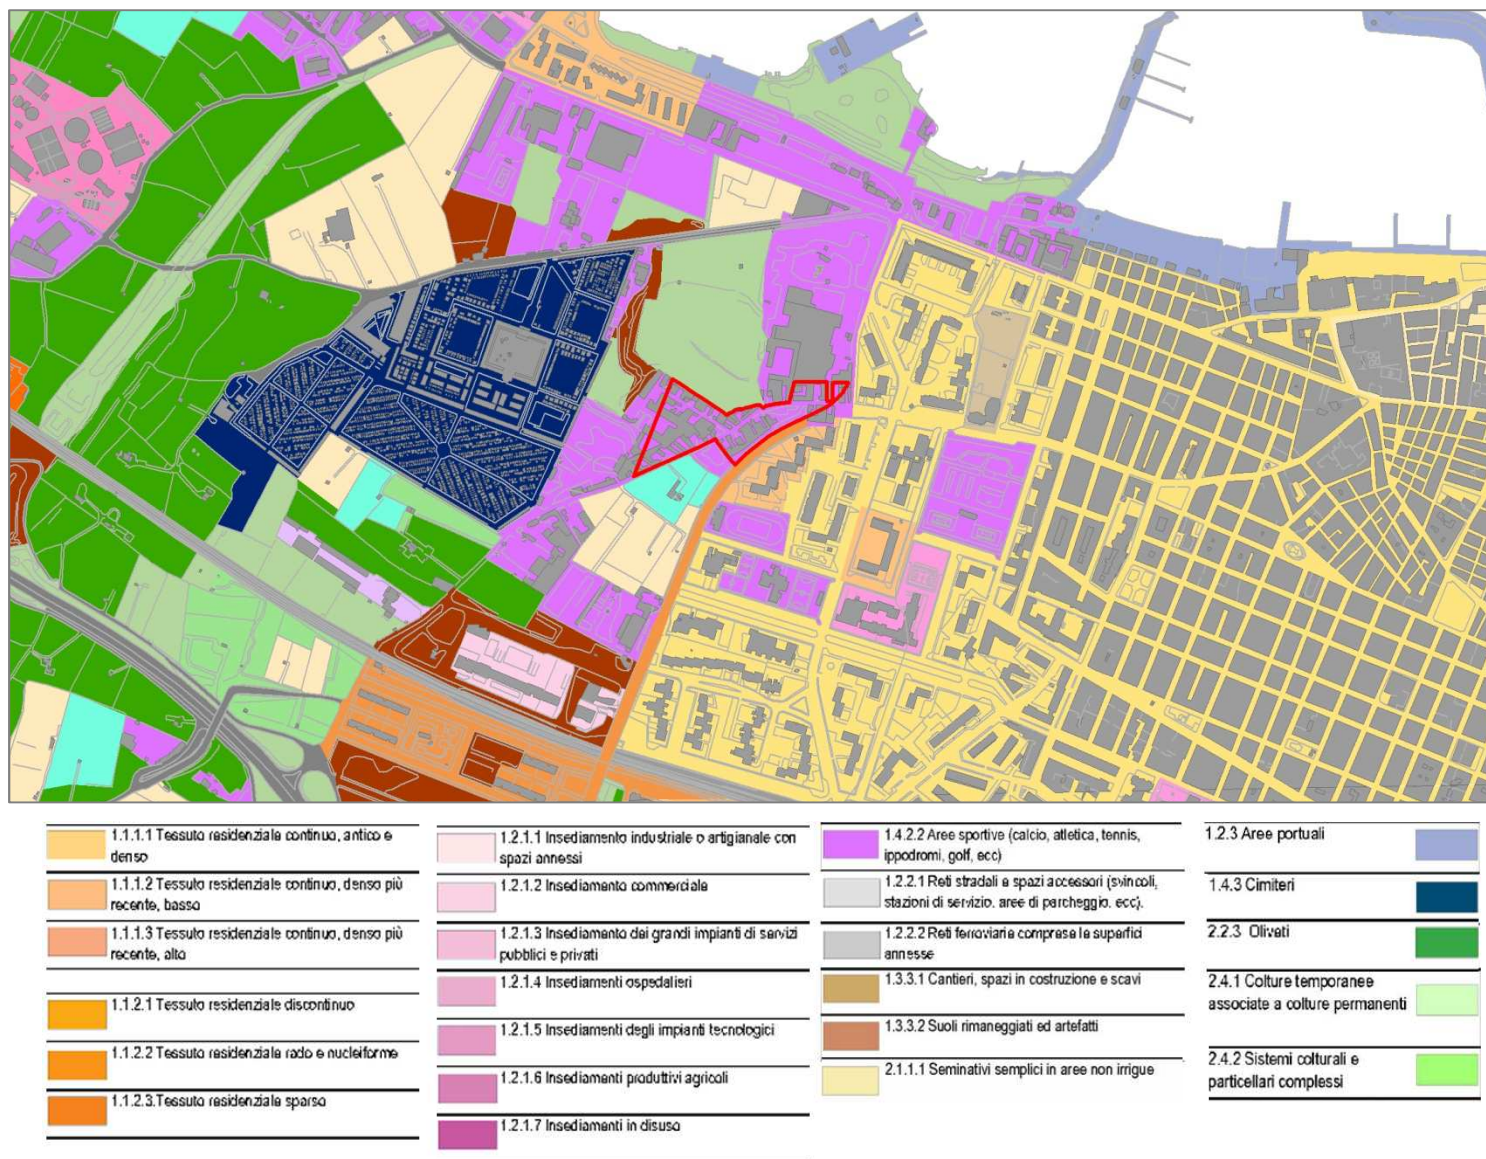 1.1.1.1 Tessuto residenziale continuo, antico e
denso
1.1.1.2 Tessuto residenziale continuo, denso più
recente, basso
1.1.1.3 Tessuto residenziale continuo, denso più
recente, alto
1.1.2.1 Tessuto residenziale discontinuo
1.1.2.2 Tessuto residenziale rado e nucleiforme
1.1.2.3.Tessuto residenziale sparso
1.2.1.1 Insediamento industriale o artigianale con
spazi annessi
1.2.1.2 Insediamento commerciale
1.2.1.3 Insediamento dei grandi impianti di servizi
pubblici e privati
1.2.1.4 Insediamenti ospedalieri
1.2.1.5 Insediamenti degli impianti tecnologici
1.2.1.6 Insediamenti produttivi agricoli
1.2.1.7 Insediamenti in disuso
1.4.2.2 Aree sportive (calcio, atletica, tennis,
ippodromi, golf, ecc)
1.2.2.1 Reti stradali e spazi accessori (svincoli,
stazioni di servizio, aree di parcheggio, ecc).
1.2.2.2 Reti ferroviarie comprese le superfici
annesse
1.3.3.1 Cantieri, spazi in costruzione e scavi
1.3.3.2 Suoli rimaneggiati ed artefatti
2.1.1.1 Seminativi semplici in aree non irrigue
1.2.3 Aree portuali
1.4.3 Cimiteri
2.2.3 Oliveti
2.4.1 Colture temporanee
associate a colture permanenti
2.4.2 Sistemi colturali e
particellari complessi